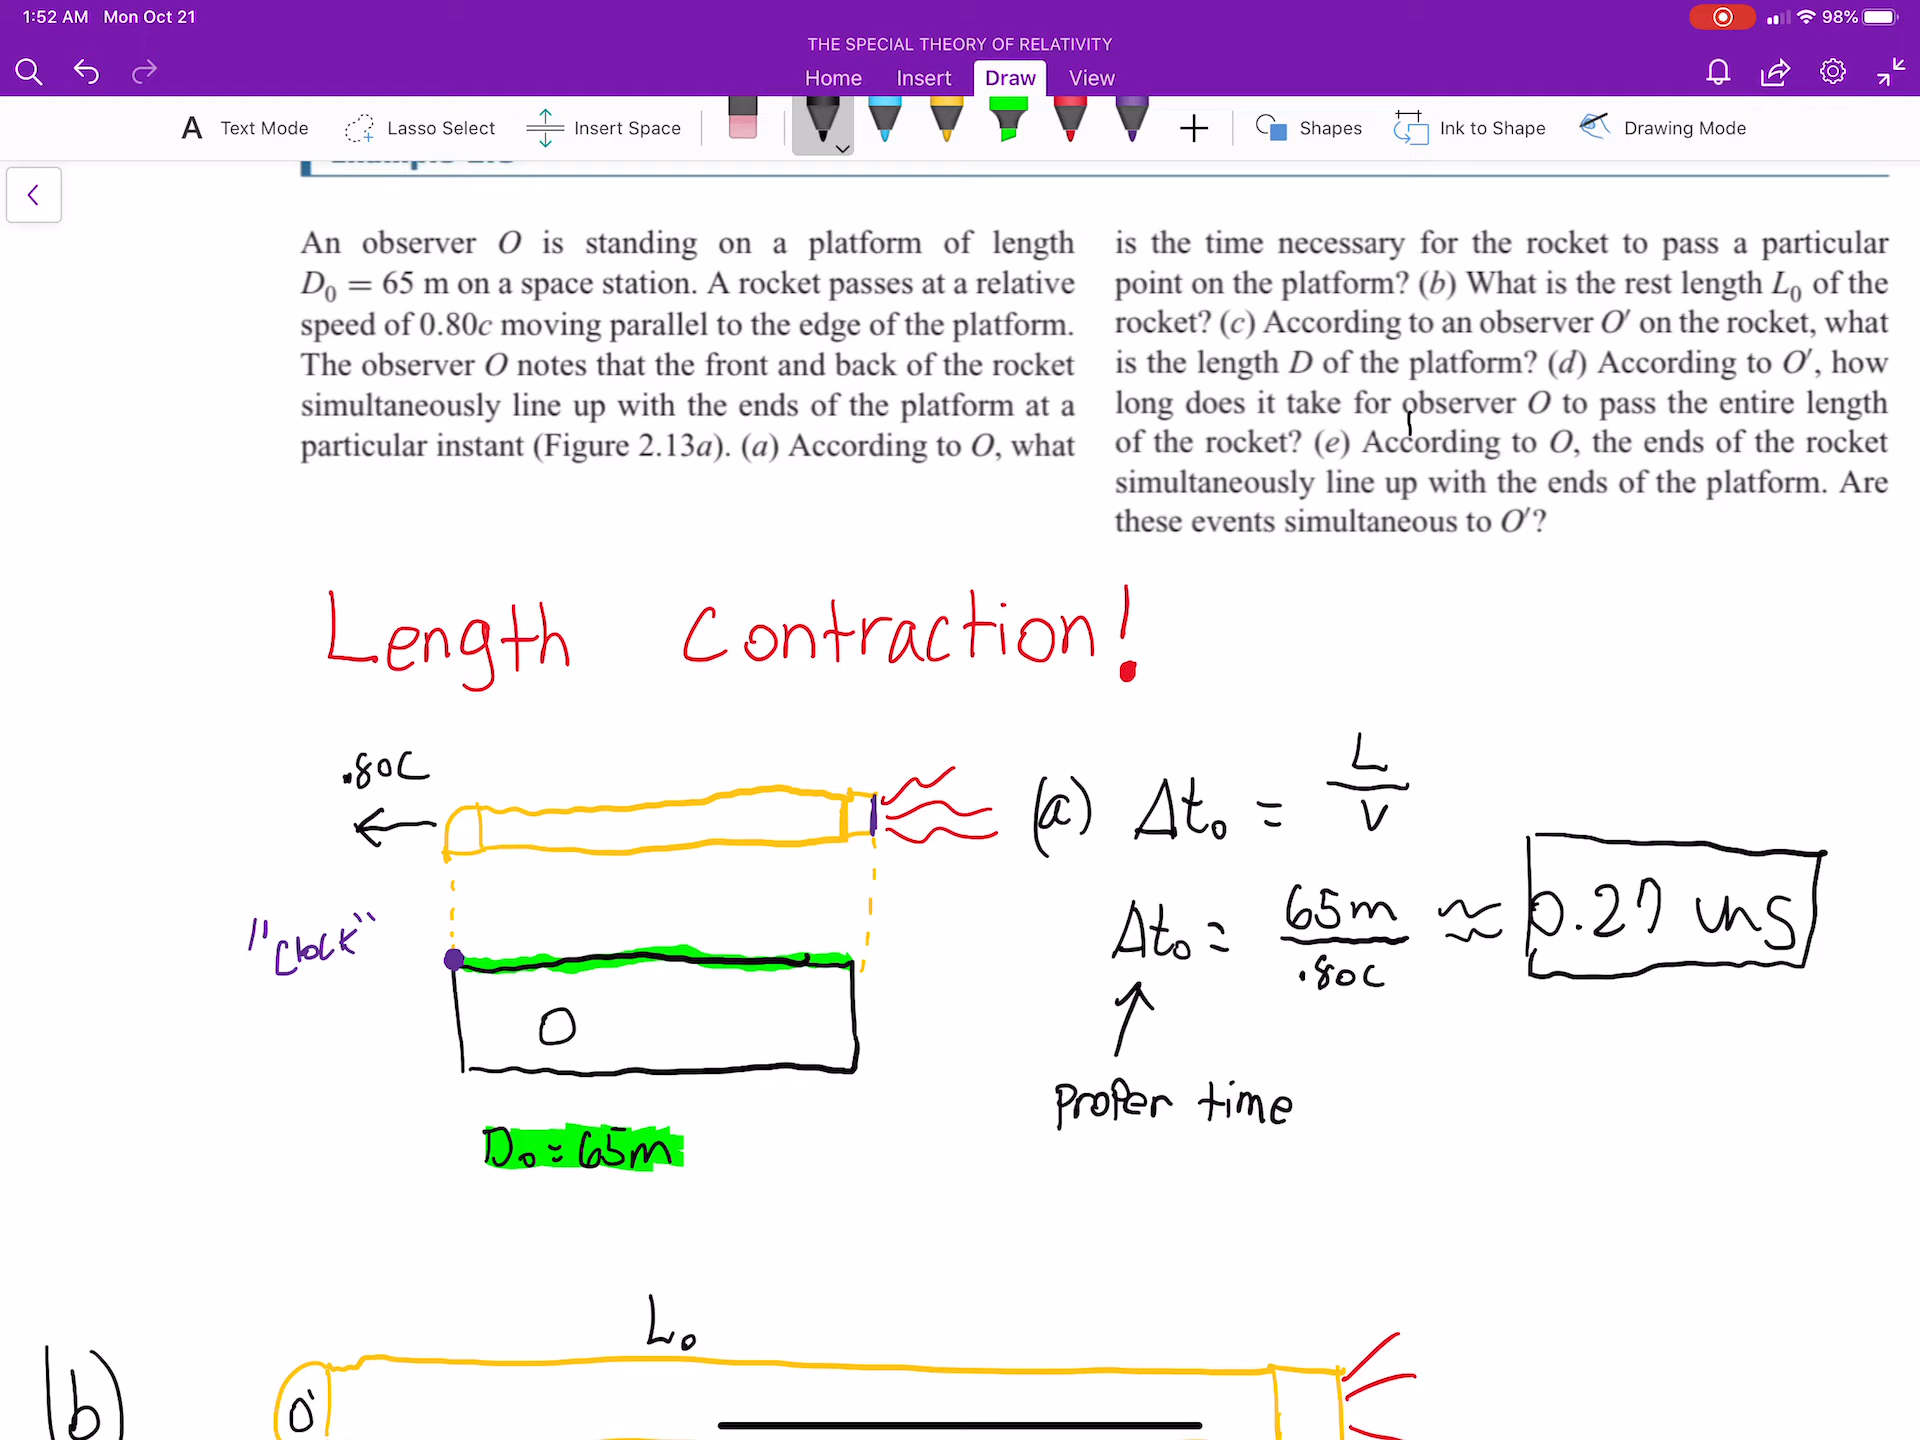 1:52 AM Mon Oct 21
98%
THE SPECIAL THEORY OF RELATIVITY
Home Insert Draw View
A Text Mode Lasso Select Insert Space Shapes Ink to Shape Drawing Mode
An observer O is standing on a platform of length
D₀ = 65 m on a space station. A rocket passes at a relative
speed of 0.80c moving parallel to the edge of the platform.
The observer O notes that the front and back of the rocket
simultaneously line up with the ends of the platform at a
particular instant (Figure 2.13a). (a) According to O, what
is the time necessary for the rocket to pass a particular
point on the platform? (b) What is the rest length L₀ of the
rocket? (c) According to an observer O′ on the rocket, what
is the length D of the platform? (d) According to O′, how
long does it take for observer O to pass the entire length
of the rocket? (e) According to O, the ends of the rocket
simultaneously line up with the ends of the platform. Are
these events simultaneous to O′?
Length Contraction!
.80c
(a) Δt₀ = L/v
"Clock"
Δt₀ = 65m/.80c ≈ 0.27 μs
O
Proper time
D₀ = 65m
L₀
(b)
O'